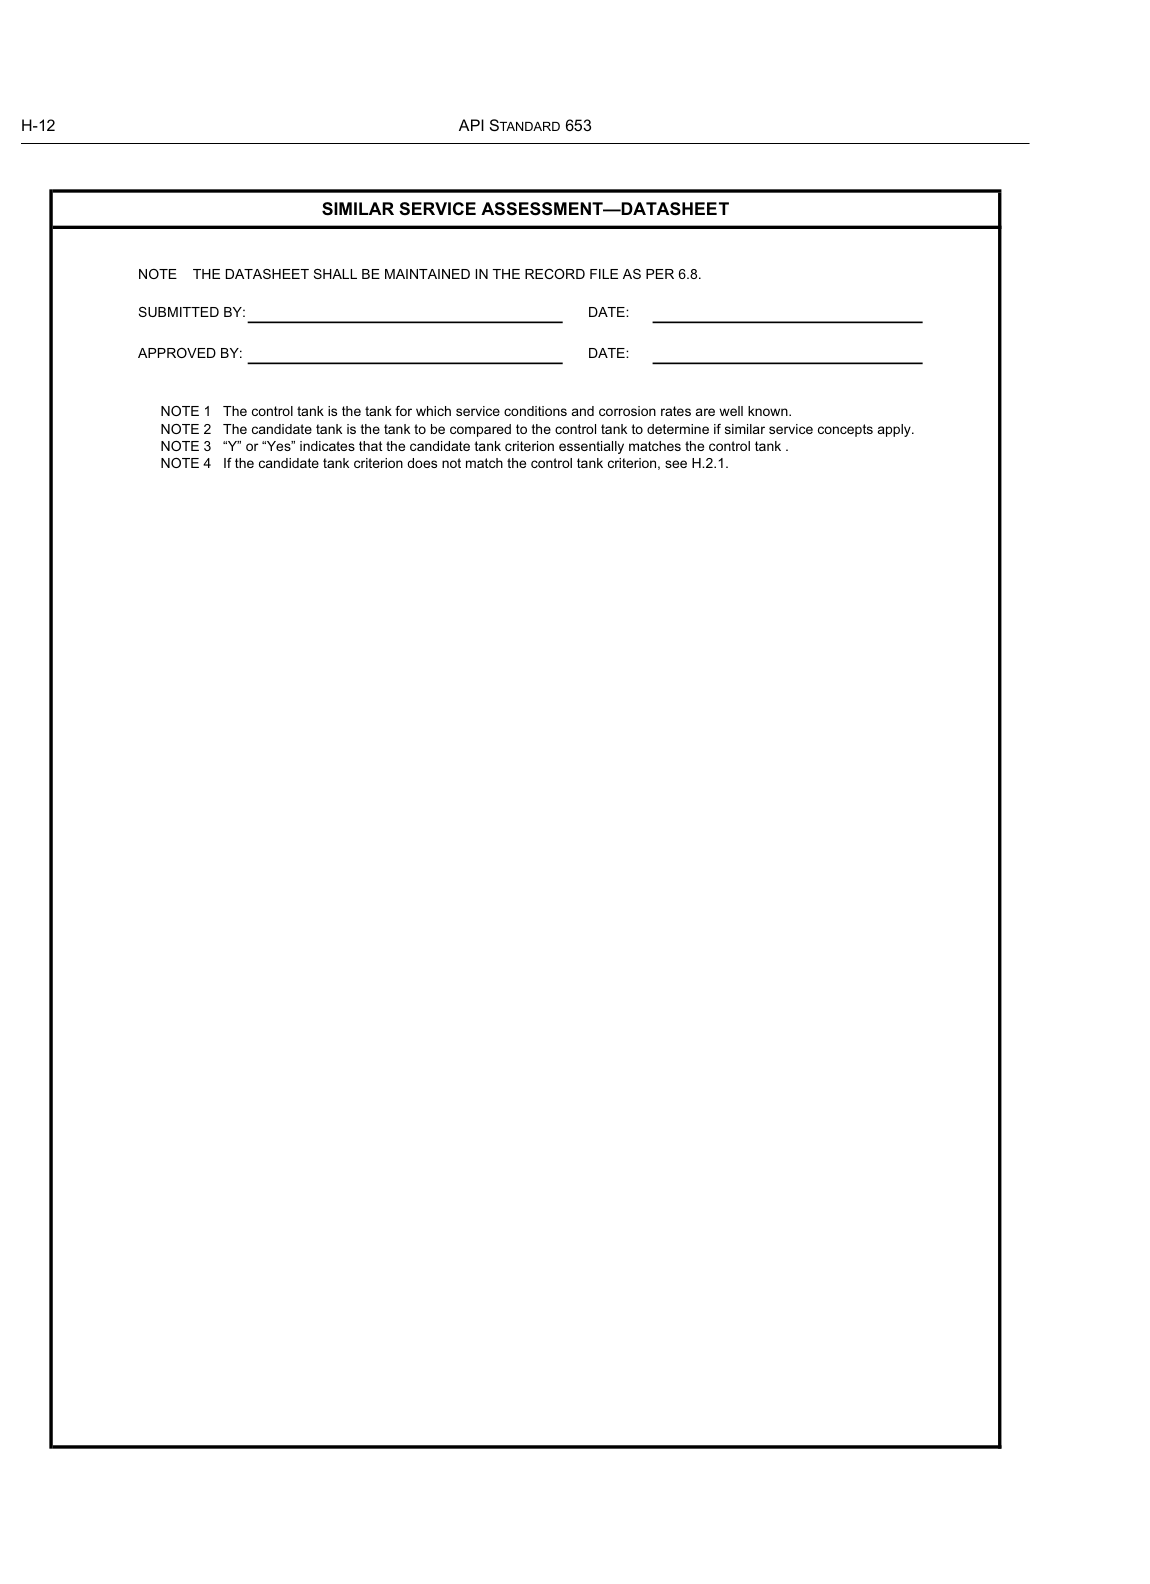 H-12 API STANDARD 653
SIMILAR SERVICE ASSESSMENT—DATASHEET
NOTE THE DATASHEET SHALL BE MAINTAINED IN THE RECORD FILE AS PER 6.8.
SUBMITTED BY: DATE:
APPROVED BY: DATE:
NOTE 1 The control tank is the tank for which service conditions and corrosion rates are well known.
NOTE 2 The candidate tank is the tank to be compared to the control tank to determine if similar service concepts apply.
NOTE 3 “Y” or “Yes” indicates that the candidate tank criterion essentially matches the control tank .
NOTE 4 If the candidate tank criterion does not match the control tank criterion, see H.2.1.